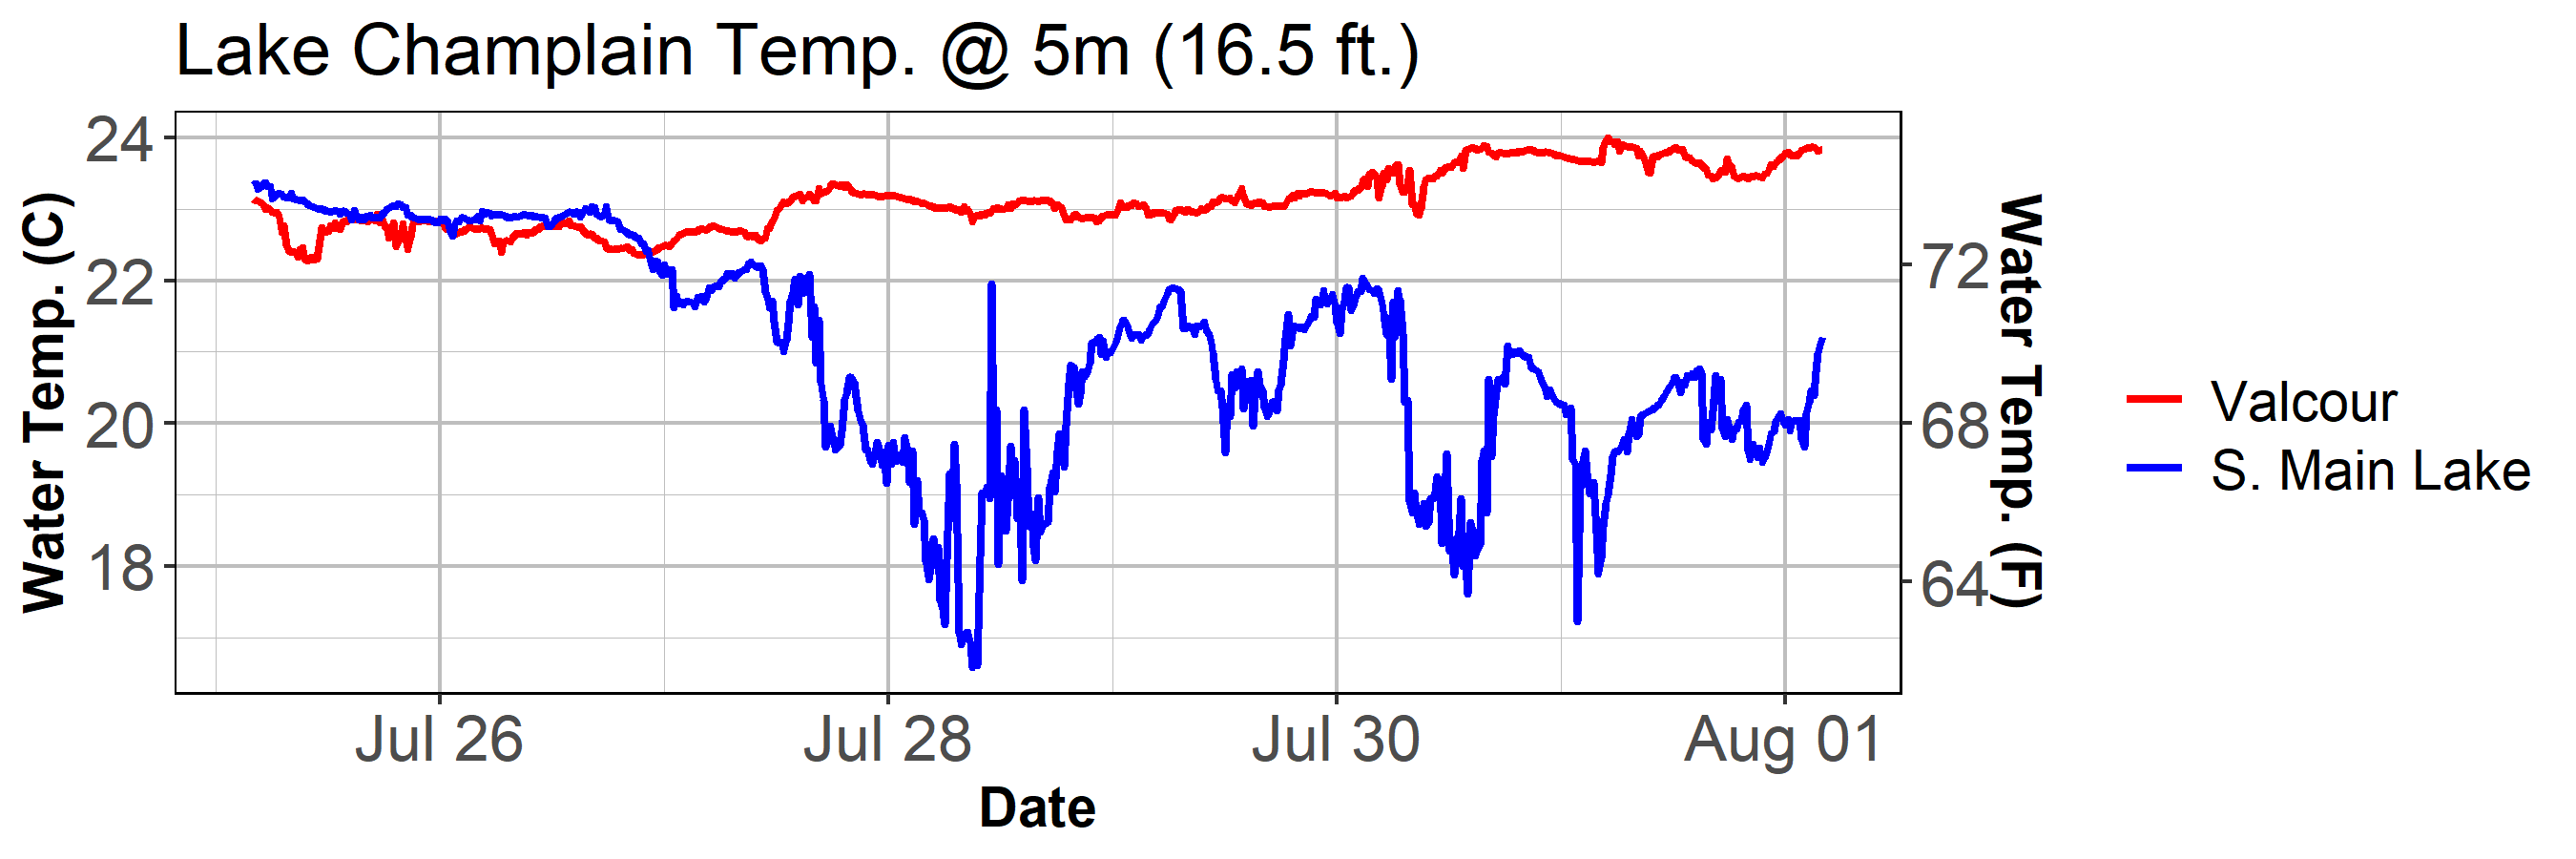 Lake Champlain Temp. @ 5m (16.5 ft.)
Water Temp. (C)
24
22
20
18
72
68
64
Water Temp. (F)
Jul 26 Jul 28 Jul 30 Aug 01
Date
Valcour
S. Main Lake